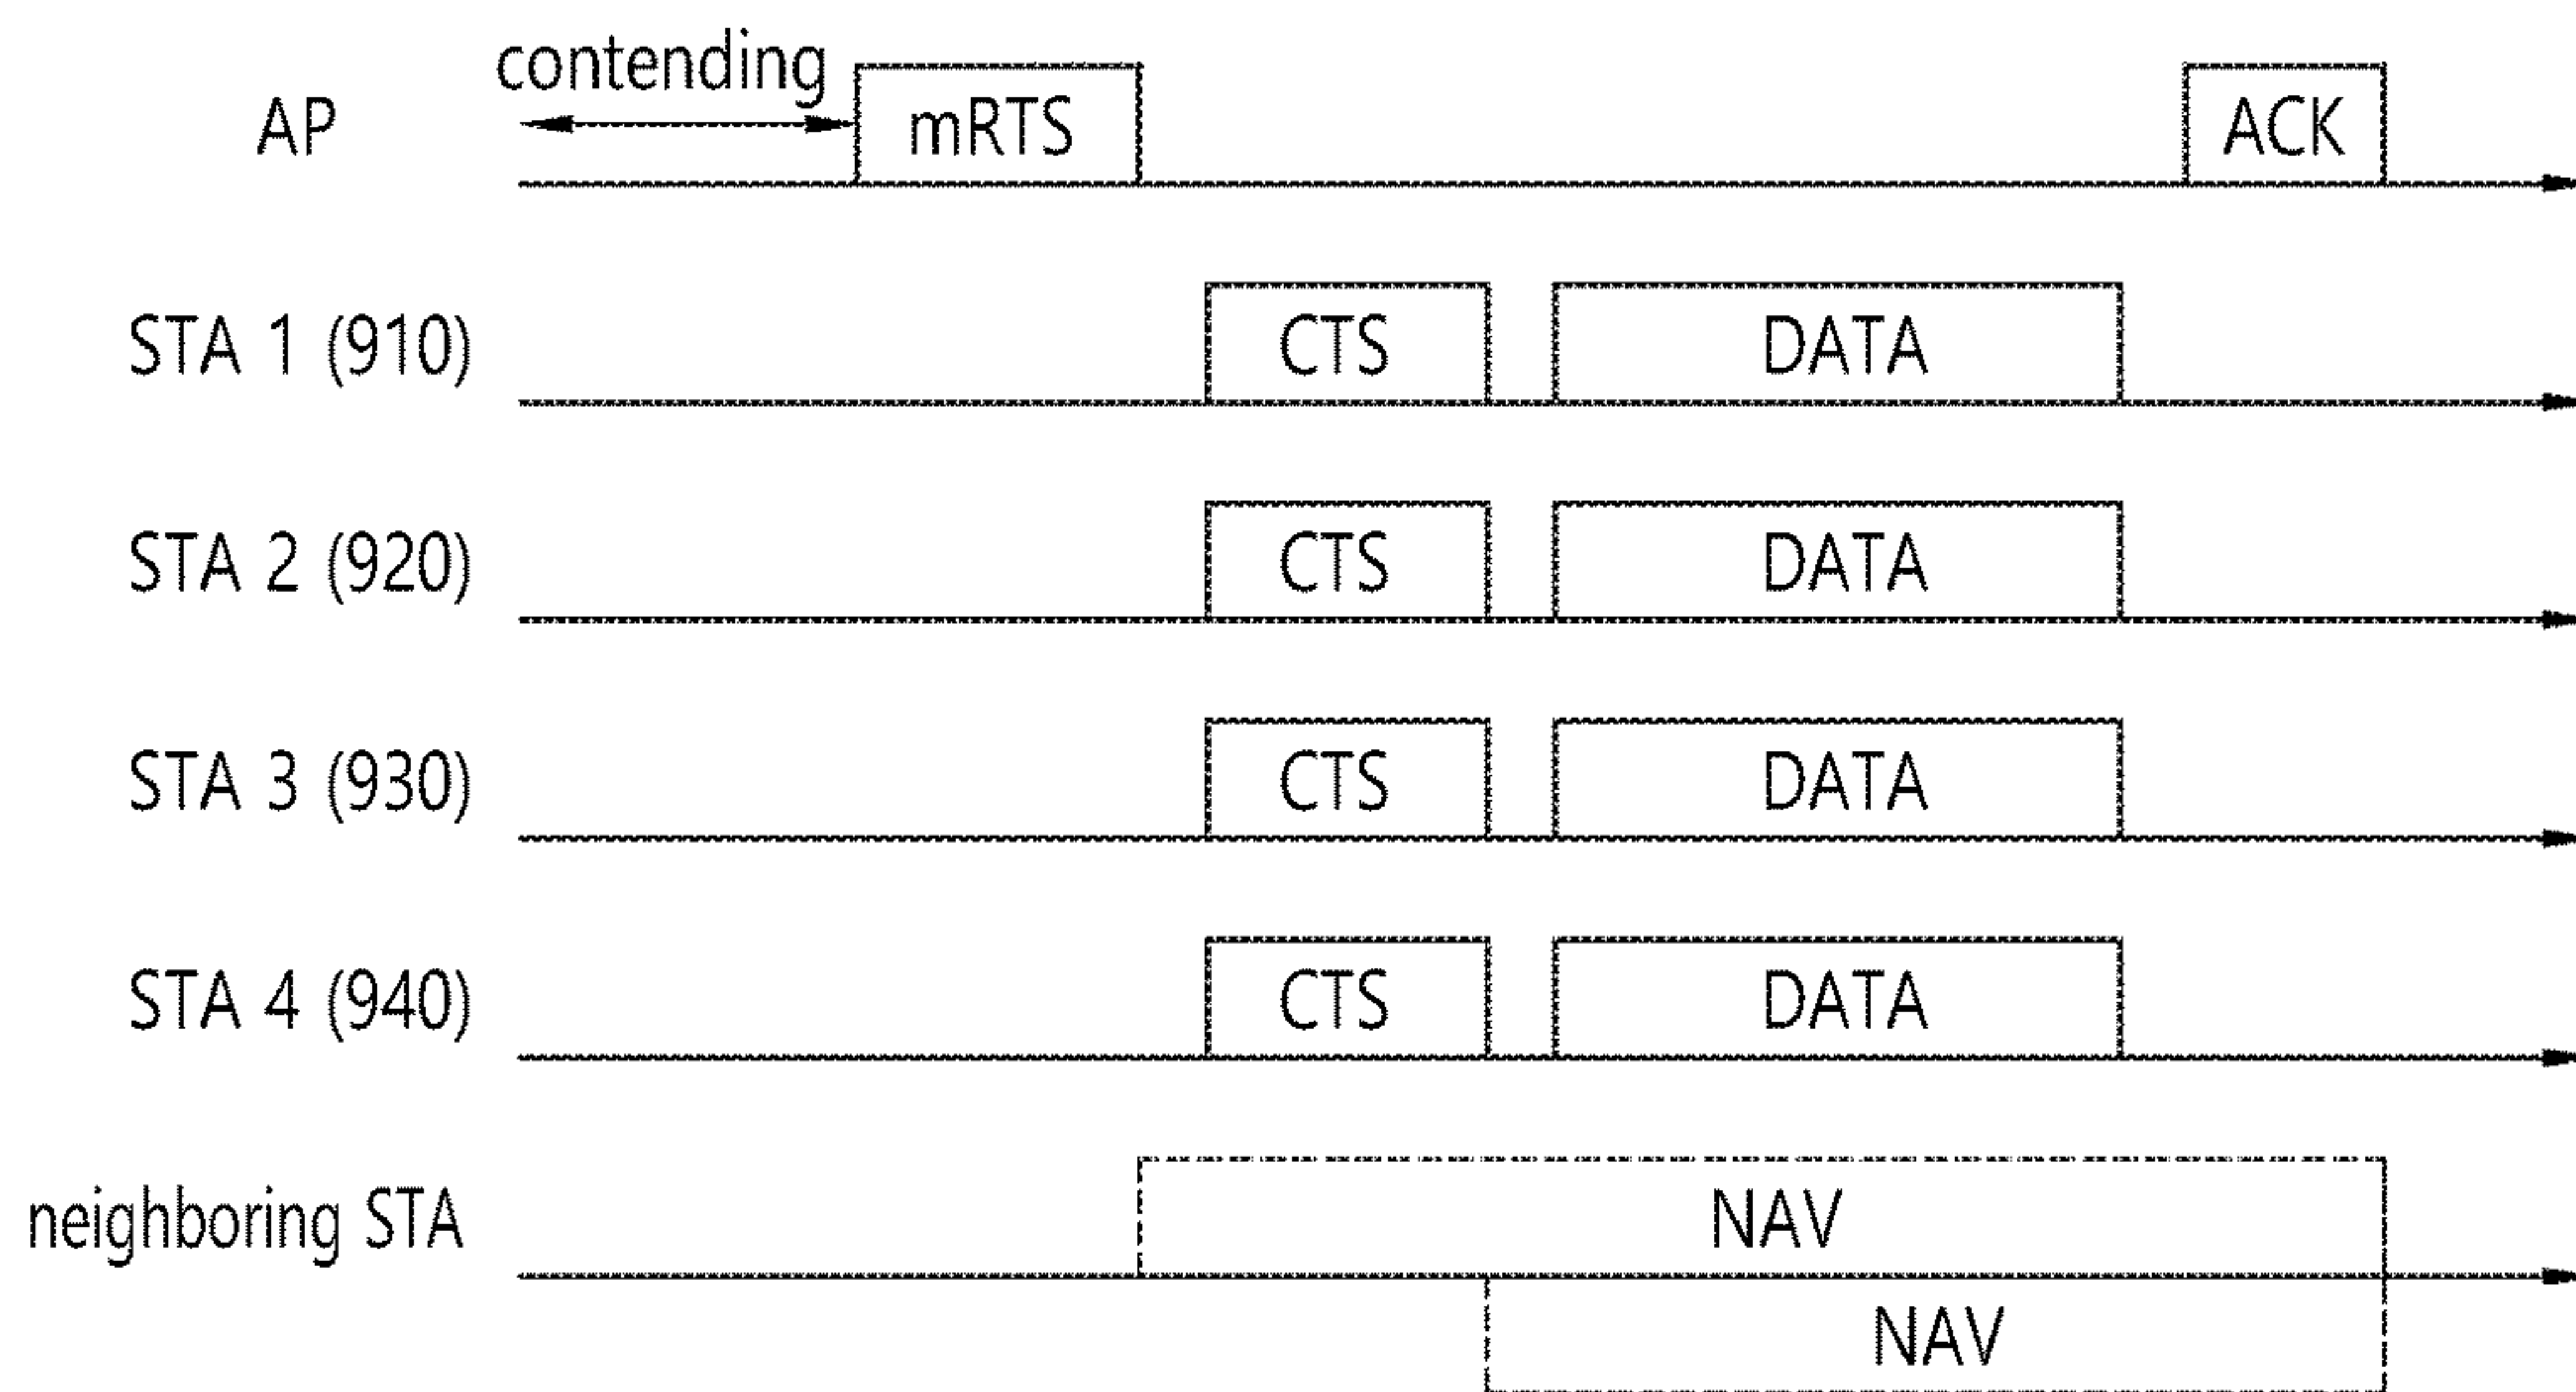 contending
AP mRTS ACK
STA 1 (910) CTS DATA
STA 2 (920) CTS DATA
STA 3 (930) CTS DATA
STA 4 (940) CTS DATA
neighboring STA NAV
NAV